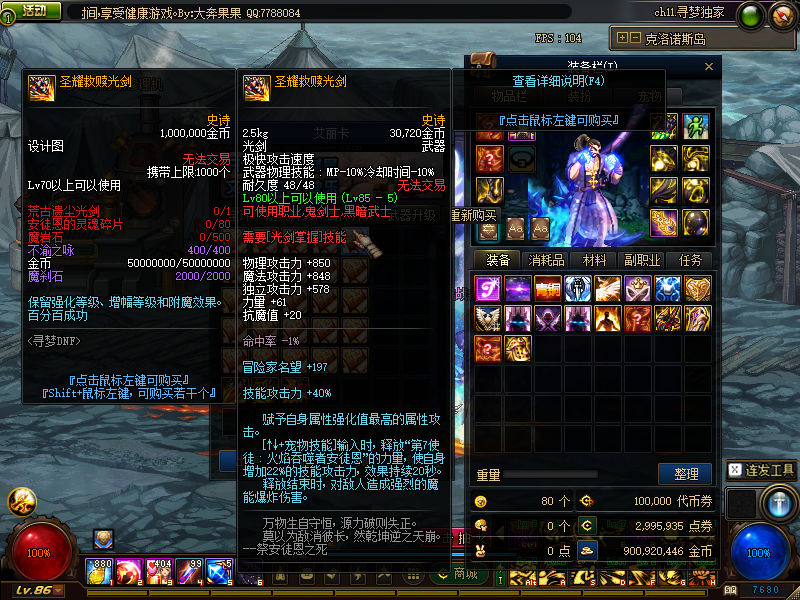 活动
扪,享受健康游戏。By:大奔果果 QQ7788084
ch11.寻梦独家
FPS : 104
克洛诺斯岛
装备栏(I)
查看详细说明(F4)
『点击鼠标左键可购买』
圣耀救赎光剑
史诗
1,000,000金币
设计图
无法交易
携带上限1000个
Lv70以上可以使用
荒古遗尘光剑 0/1
安徒恩的灵魂碎片 0/80
魔岩石 0/500
不渝之咏 400/400
金币 50000000/50000000
魔刹石 2000/2000
保留强化等级、增幅等级和附魔效果。
百分百成功
<寻梦DNF>
『点击鼠标左键可购买』
『Shift+鼠标左键,可购买若干个』
圣耀救赎光剑
史诗
2.5kg 30,720金币
光剑 武器
极快攻击速度
武器物理技能: MP-10%冷却时间-10%
耐久度 48/48 无法交易
Lv80以上可以使用 (Lv85 - 5)
可使用职业,鬼剑士,黑暗武士
需要[光剑掌握]技能
物理攻击力 +850
魔法攻击力 +848
独立攻击力 +578
力量 +61
抗魔值 +20
命中率 -1%
冒险家名望 +197
技能攻击力 +40%
赋予自身属性强化值最高的属性攻击。
[↑↓+宠物技能]输入时,释放“第7使徒:火焰吞噬者安徒恩”的力量,使自身增加22%的技能攻击力,效果持续20秒。
释放结束时,对敌人造成强烈的魔能爆炸伤害。
万物生自守恒,源力破则失正。
莫以为敌消彼长,然乾坤逆之天崩。
--祭安徒恩之死
重新购买
装备 消耗品 材料 副职业 任务
重量
整理
80 个 100,000 代币券
0 个 2,995,935 点券
0 点 900,920,446 金币
连发工具
商城
100%
Lv.86
880
404
99
5
100%
7680